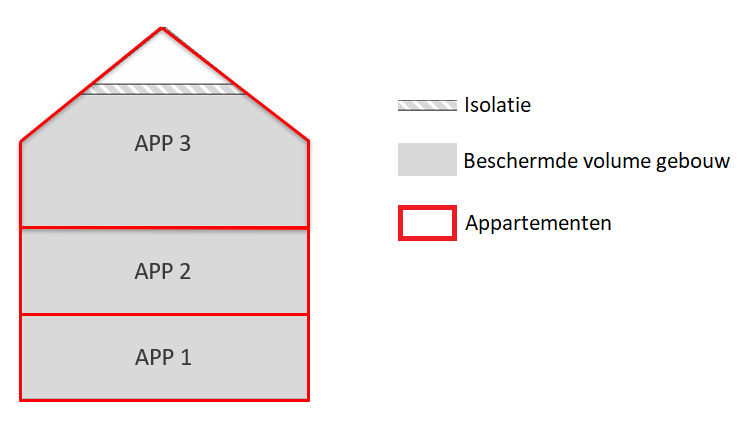 APP 3
APP 2
APP 1
Isolatie
Beschermde volume gebouw
Appartementen